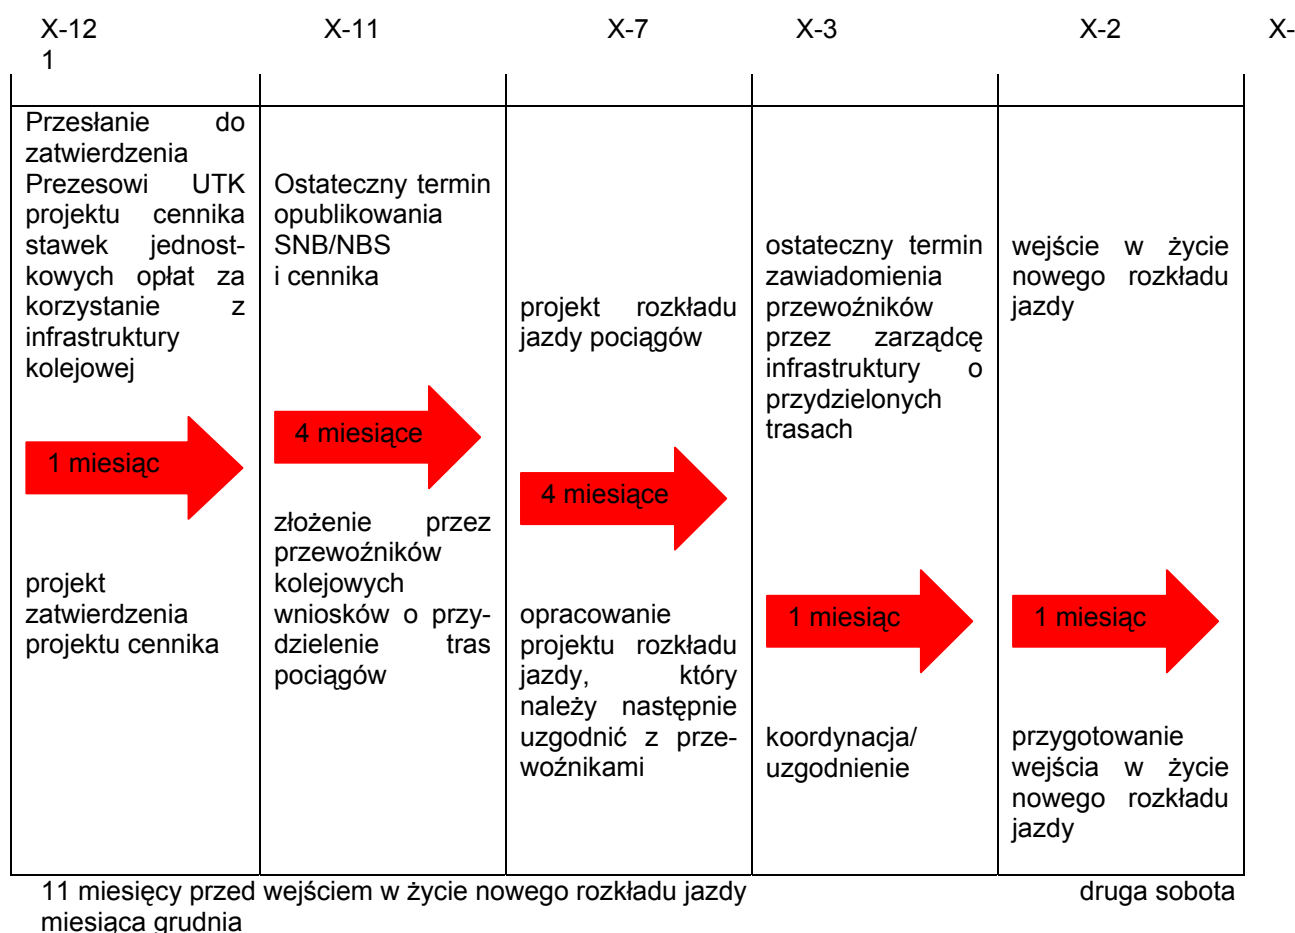 X-12 X-11 X-7 X-3 X-2 X-
1
Przesłanie do
zatwierdzenia
Prezesowi UTK
projektu cennika
stawek jednost-
kowych opłat za
korzystanie z
infrastruktury
kolejowej
1 miesiąc
projekt
zatwierdzenia
projektu cennika
Ostateczny termin
opublikowania
SNB/NBS
i cennika
4 miesiące
złożenie przez
przewoźników
kolejowych
wniosków o przy-
dzielenie tras
pociągów
projekt rozkładu
jazdy pociągów
4 miesiące
opracowanie
projektu rozkładu
jazdy, który
należy następnie
uzgodnić z prze-
woźnikami
ostateczny termin
zawiadomienia
przewoźników
przez zarządcę
infrastruktury o
przydzielonych
trasach
1 miesiąc
koordynacja/
uzgodnienie
wejście w życie
nowego rozkładu
jazdy
1 miesiąc
przygotowanie
wejścia w życie
nowego rozkładu
jazdy
11 miesięcy przed wejściem w życie nowego rozkładu jazdy druga sobota
miesiąca grudnia